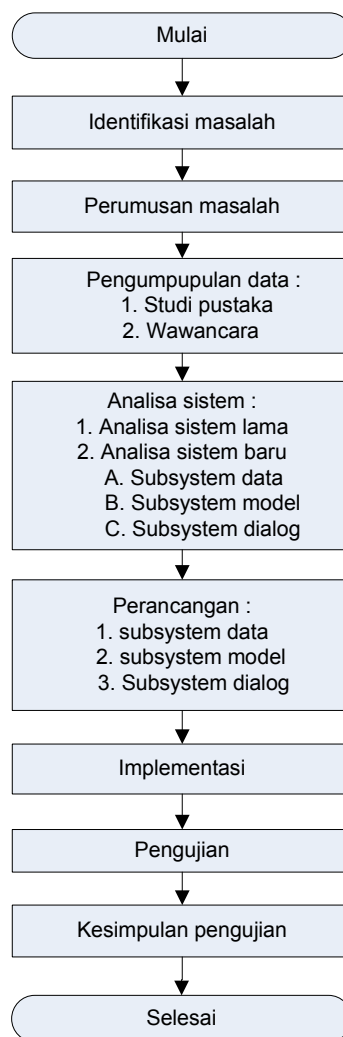 Mulai
Identifikasi masalah
Perumusan masalah
Pengumpupulan data :
1. Studi pustaka
2. Wawancara
Analisa sistem :
1. Analisa sistem lama
2. Analisa sistem baru
A. Subsystem data
B. Subsystem model
C. Subsystem dialog
Perancangan :
1. subsystem data
2. subsystem model
3. Subsystem dialog
Implementasi
Pengujian
Kesimpulan pengujian
Selesai